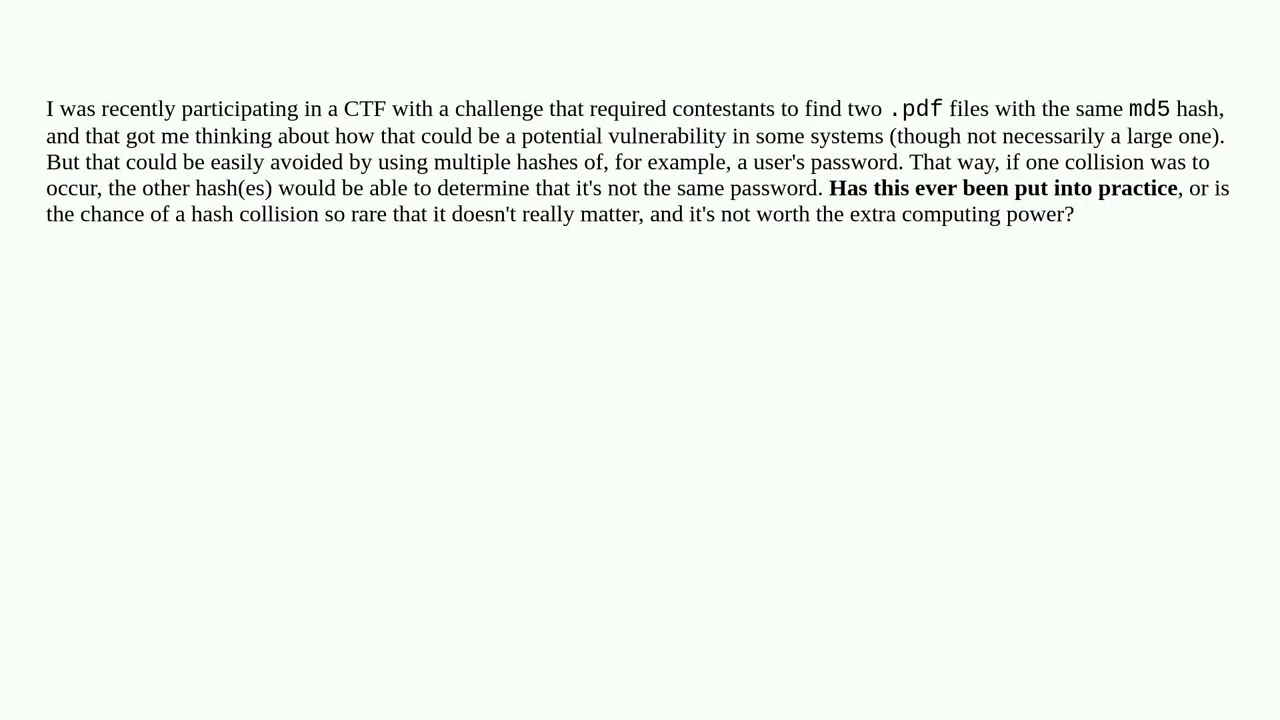 I was recently participating in a CTF with a challenge that required contestants to find two .pdf files with the same md5 hash,
and that got me thinking about how that could be a potential vulnerability in some systems (though not necessarily a large one).
But that could be easily avoided by using multiple hashes of, for example, a user's password. That way, if one collision was to
occur, the other hash(es) would be able to determine that it's not the same password. Has this ever been put into practice, or is
the chance of a hash collision so rare that it doesn't really matter, and it's not worth the extra computing power?